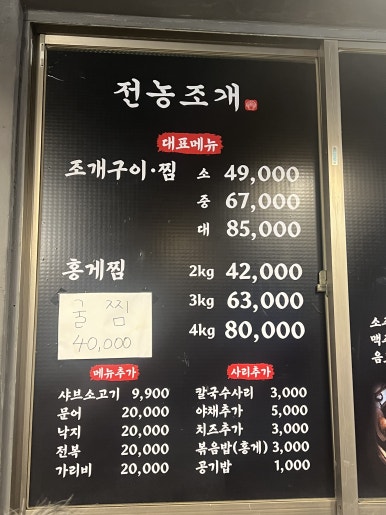 전농조개
대표메뉴
조개구이·찜 소 49,000
중 67,000
대 85,000
홍게찜 2kg 42,000
3kg 63,000
4kg 80,000
굴 찜
40,000
메뉴추가
샤브소고기 9,900
문어 20,000
낙지 20,000
전복 20,000
가리비 20,000
사리추가
칼국수사리 3,000
야채추가 5,000
치즈추가 3,000
볶음밥(홍게) 3,000
공기밥 1,000